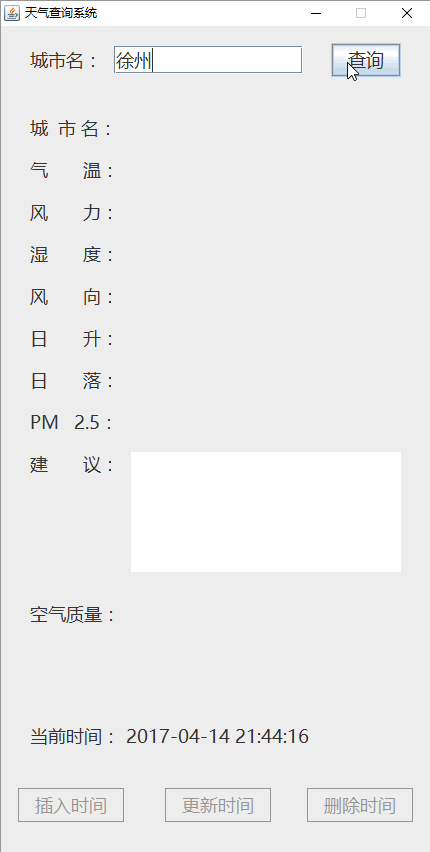 天气查询系统
城市名： 徐州 查询
城 市 名：
气 温：
风 力：
湿 度：
风 向：
日 升：
日 落：
PM 2.5：
建 议：
空气质量：
当前时间： 2017-04-14 21:44:16
插入时间 更新时间 删除时间